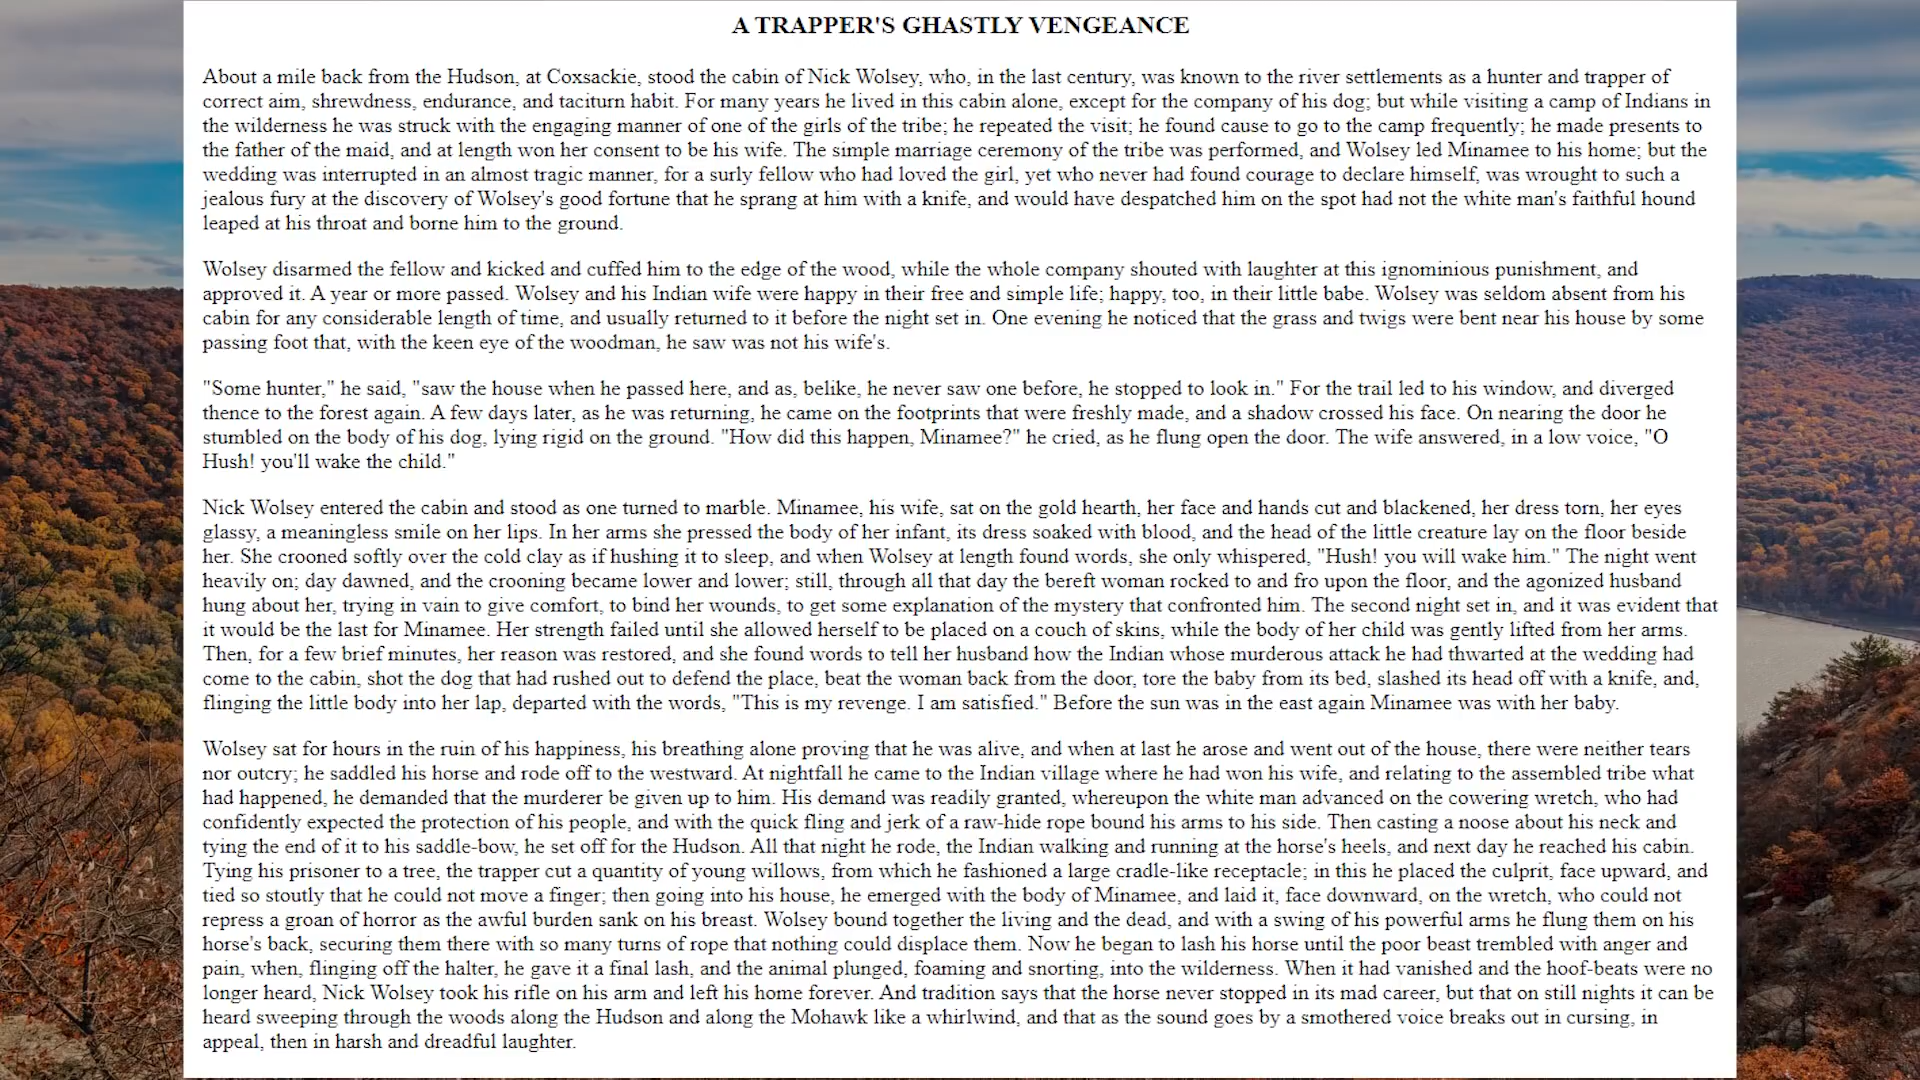 A TRAPPER'S GHASTLY VENGEANCE
About a mile back from the Hudson, at Coxsackie, stood the cabin of Nick Wolsey, who, in the last century, was known to the river settlements as a hunter and trapper of
correct aim, shrewdness, endurance, and taciturn habit. For many years he lived in this cabin alone, except for the company of his dog; but while visiting a camp of Indians in
the wilderness he was struck with the engaging manner of one of the girls of the tribe; he repeated the visit; he found cause to go to the camp frequently; he made presents to
the father of the maid, and at length won her consent to be his wife. The simple marriage ceremony of the tribe was performed, and Wolsey led Minamee to his home; but the
wedding was interrupted in an almost tragic manner, for a surly fellow who had loved the girl, yet who never had found courage to declare himself, was wrought to such a
jealous fury at the discovery of Wolsey's good fortune that he sprang at him with a knife, and would have despatched him on the spot had not the white man's faithful hound
leaped at his throat and borne him to the ground.
Wolsey disarmed the fellow and kicked and cuffed him to the edge of the wood, while the whole company shouted with laughter at this ignominious punishment, and
approved it. A year or more passed. Wolsey and his Indian wife were happy in their free and simple life; happy, too, in their little babe. Wolsey was seldom absent from his
cabin for any considerable length of time, and usually returned to it before the night set in. One evening he noticed that the grass and twigs were bent near his house by some
passing foot that, with the keen eye of the woodman, he saw was not his wife's.
"Some hunter," he said, "saw the house when he passed here, and as, belike, he never saw one before, he stopped to look in." For the trail led to his window, and diverged
thence to the forest again. A few days later, as he was returning, he came on the footprints that were freshly made, and a shadow crossed his face. On nearing the door he
stumbled on the body of his dog, lying rigid on the ground. "How did this happen, Minamee?" he cried, as he flung open the door. The wife answered, in a low voice, "O
Hush! you'll wake the child."
Nick Wolsey entered the cabin and stood as one turned to marble. Minamee, his wife, sat on the gold hearth, her face and hands cut and blackened, her dress torn, her eyes
glassy, a meaningless smile on her lips. In her arms she pressed the body of her infant, its dress soaked with blood, and the head of the little creature lay on the floor beside
her. She crooned softly over the cold clay as if hushing it to sleep, and when Wolsey at length found words, she only whispered, "Hush! you will wake him." The night went
heavily on; day dawned, and the crooning became lower and lower; still, through all that day the bereft woman rocked to and fro upon the floor, and the agonized husband
hung about her, trying in vain to give comfort, to bind her wounds, to get some explanation of the mystery that confronted him. The second night set in, and it was evident that
it would be the last for Minamee. Her strength failed until she allowed herself to be placed on a couch of skins, while the body of her child was gently lifted from her arms.
Then, for a few brief minutes, her reason was restored, and she found words to tell her husband how the Indian whose murderous attack he had thwarted at the wedding had
come to the cabin, shot the dog that had rushed out to defend the place, beat the woman back from the door, tore the baby from its bed, slashed its head off with a knife, and,
flinging the little body into her lap, departed with the words, "This is my revenge. I am satisfied." Before the sun was in the east again Minamee was with her baby.
Wolsey sat for hours in the ruin of his happiness, his breathing alone proving that he was alive, and when at last he arose and went out of the house, there were neither tears
nor outcry; he saddled his horse and rode off to the westward. At nightfall he came to the Indian village where he had won his wife, and relating to the assembled tribe what
had happened, he demanded that the murderer be given up to him. His demand was readily granted, whereupon the white man advanced on the cowering wretch, who had
confidently expected the protection of his people, and with the quick fling and jerk of a raw-hide rope bound his arms to his side. Then casting a noose about his neck and
tying the end of it to his saddle-bow, he set off for the Hudson. All that night he rode, the Indian walking and running at the horse's heels, and next day he reached his cabin.
Tying his prisoner to a tree, the trapper cut a quantity of young willows, from which he fashioned a large cradle-like receptacle; in this he placed the culprit, face upward, and
tied so stoutly that he could not move a finger; then going into his house, he emerged with the body of Minamee, and laid it, face downward, on the wretch, who could not
repress a groan of horror as the awful burden sank on his breast. Wolsey bound together the living and the dead, and with a swing of his powerful arms he flung them on his
horse's back, securing them there with so many turns of rope that nothing could displace them. Now he began to lash his horse until the poor beast trembled with anger and
pain, when, flinging off the halter, he gave it a final lash, and the animal plunged, foaming and snorting, into the wilderness. When it had vanished and the hoof-beats were no
longer heard, Nick Wolsey took his rifle on his arm and left his home forever. And tradition says that the horse never stopped in its mad career, but that on still nights it can be
heard sweeping through the woods along the Hudson and along the Mohawk like a whirlwind, and that as the sound goes by a smothered voice breaks out in cursing, in
appeal, then in harsh and dreadful laughter.